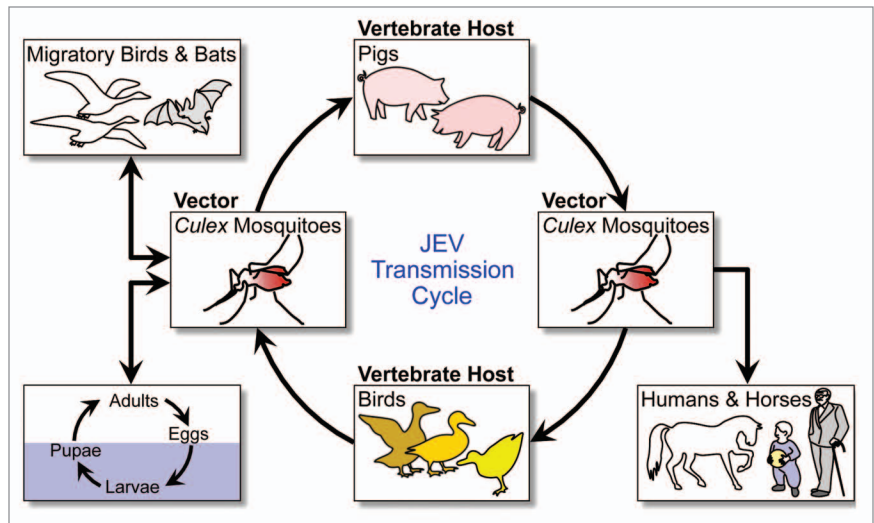 Vertebrate Host
Migratory Birds & Bats
Pigs
Vector
Culex Mosquitoes
JEV
Transmission
Cycle
Vector
Culex Mosquitoes
Vertebrate Host
Birds
Adults
Eggs
Pupae
Larvae
Humans & Horses